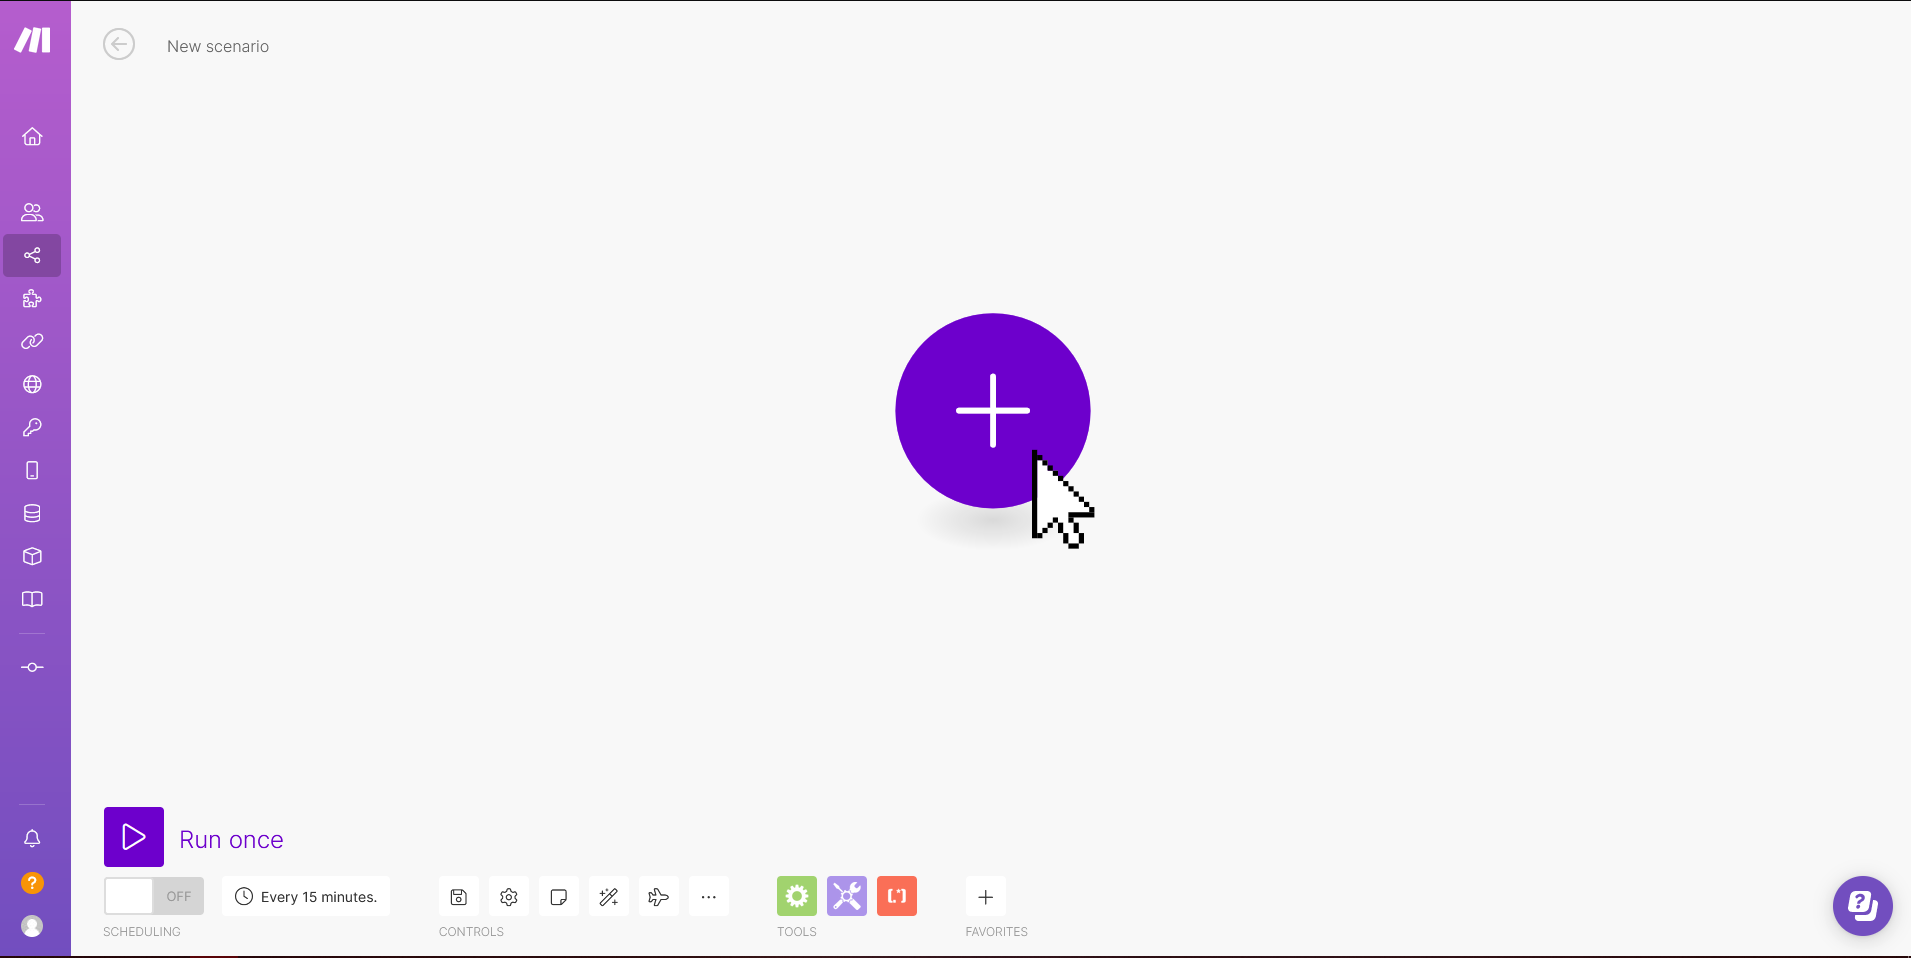 New scenario
Run once
OFF
Every 15 minutes.
SCHEDULING
CONTROLS
TOOLS
FAVORITES